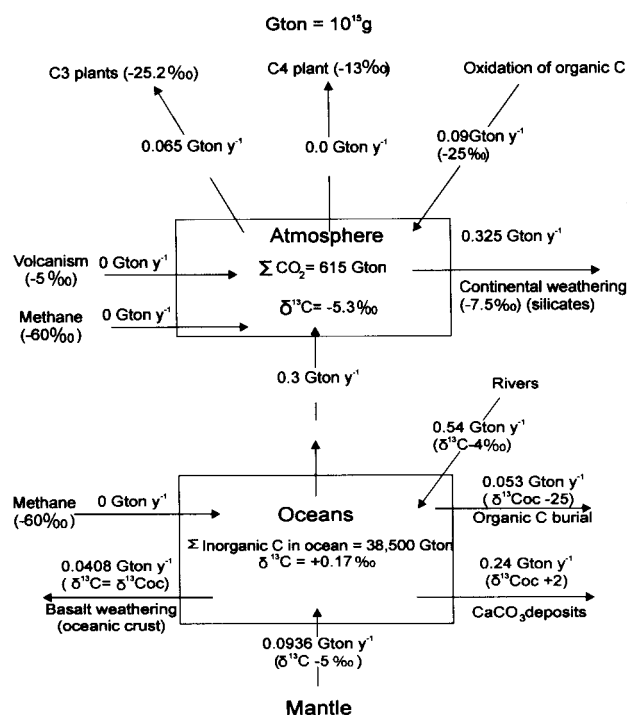 Gton = 10¹⁵g
C3 plants (-25.2‰)
C4 plant (-13‰)
Oxidation of organic C
0.065 Gton y⁻¹
0.0 Gton y⁻¹
0.09Gton y⁻¹
(-25‰)
Atmosphere
Σ CO₂= 615 Gton
δ¹³C= -5.3‰
Volcanism
(-5‰)
0 Gton y⁻¹
Methane
(-60‰)
0 Gton y⁻¹
0.325 Gton y⁻¹
Continental weathering
(-7.5‰) (silicates)
0.3 Gton y⁻¹
Rivers
0.54 Gton y⁻¹
(δ¹³C-4‰)
Oceans
Σ Inorganic C in ocean = 38,500 Gton
δ¹³C = +0.17‰
Methane
(-60‰)
0 Gton y⁻¹
0.053 Gton y⁻¹
( δ¹³Coc -25)
Organic C burial
0.0408 Gton y⁻¹
( δ¹³C= δ¹³Coc)
Basalt weathering
(oceanic crust)
0.24 Gton y⁻¹
(δ¹³Coc +2)
CaCO₃deposits
0.0936 Gton y⁻¹
(δ¹³C -5‰)
Mantle